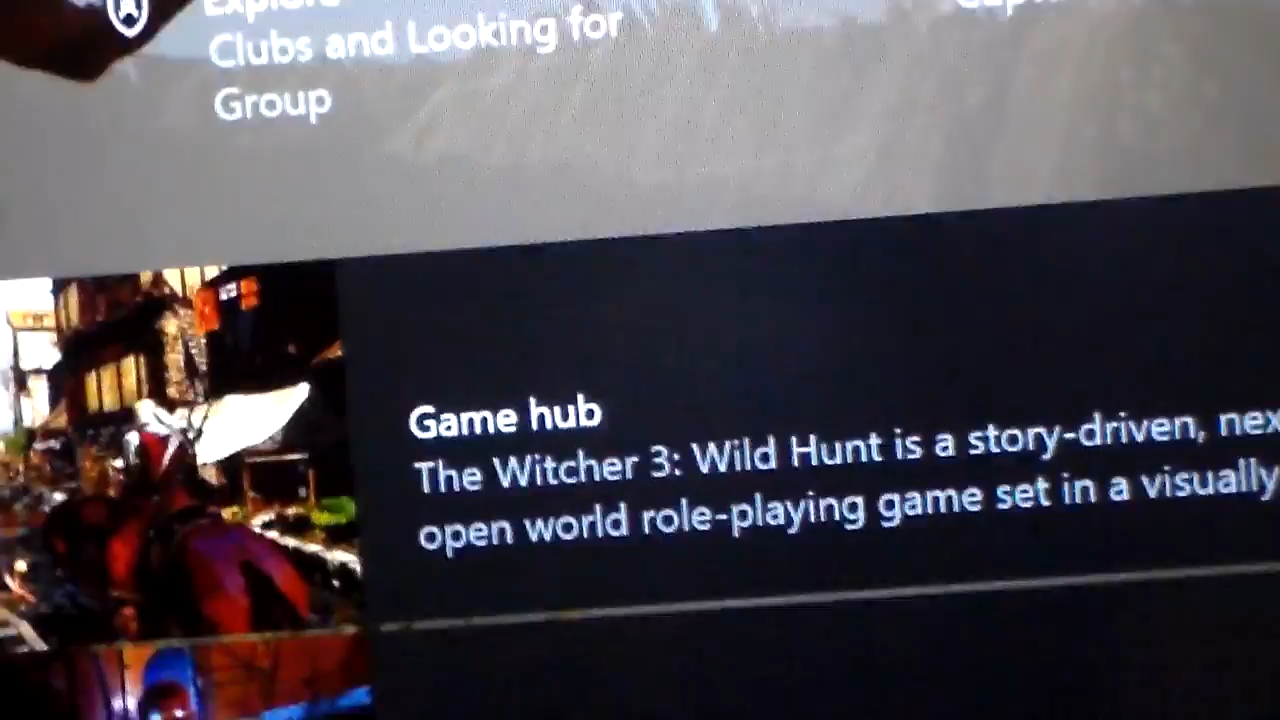 Explore
Clubs and Looking for
Group
Game hub
The Witcher 3: Wild Hunt is a story-driven,
open world role-playing game set in a visually